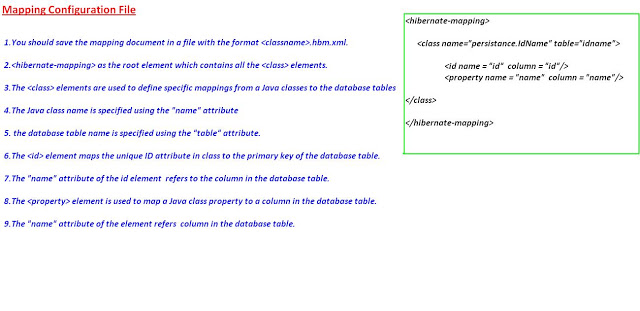 Mapping Configuration File
1.You should save the mapping document in a file with the format <classname>.hbm.xml.
2.<hibernate-mapping> as the root element which contains all the <class> elements.
3.The <class> elements are used to define specific mappings from a Java classes to the database tables
4.The Java class name is specified using the "name" attribute
5. the database table name is specified using the "table" attribute.
6.The <id> element maps the unique ID attribute in class to the primary key of the database table.
7.The "name" attribute of the id element  refers to the column in the database table.
8.The <property> element is used to map a Java class property to a column in the database table.
9.The "name" attribute of the element refers  column in the database table.
<hibernate-mapping>
<class name="persistance.IdName" table="idname">
<id name = "id"  column = "id"/>
<property name = "name"  column = "name"/>
</class>
</hibernate-mapping>